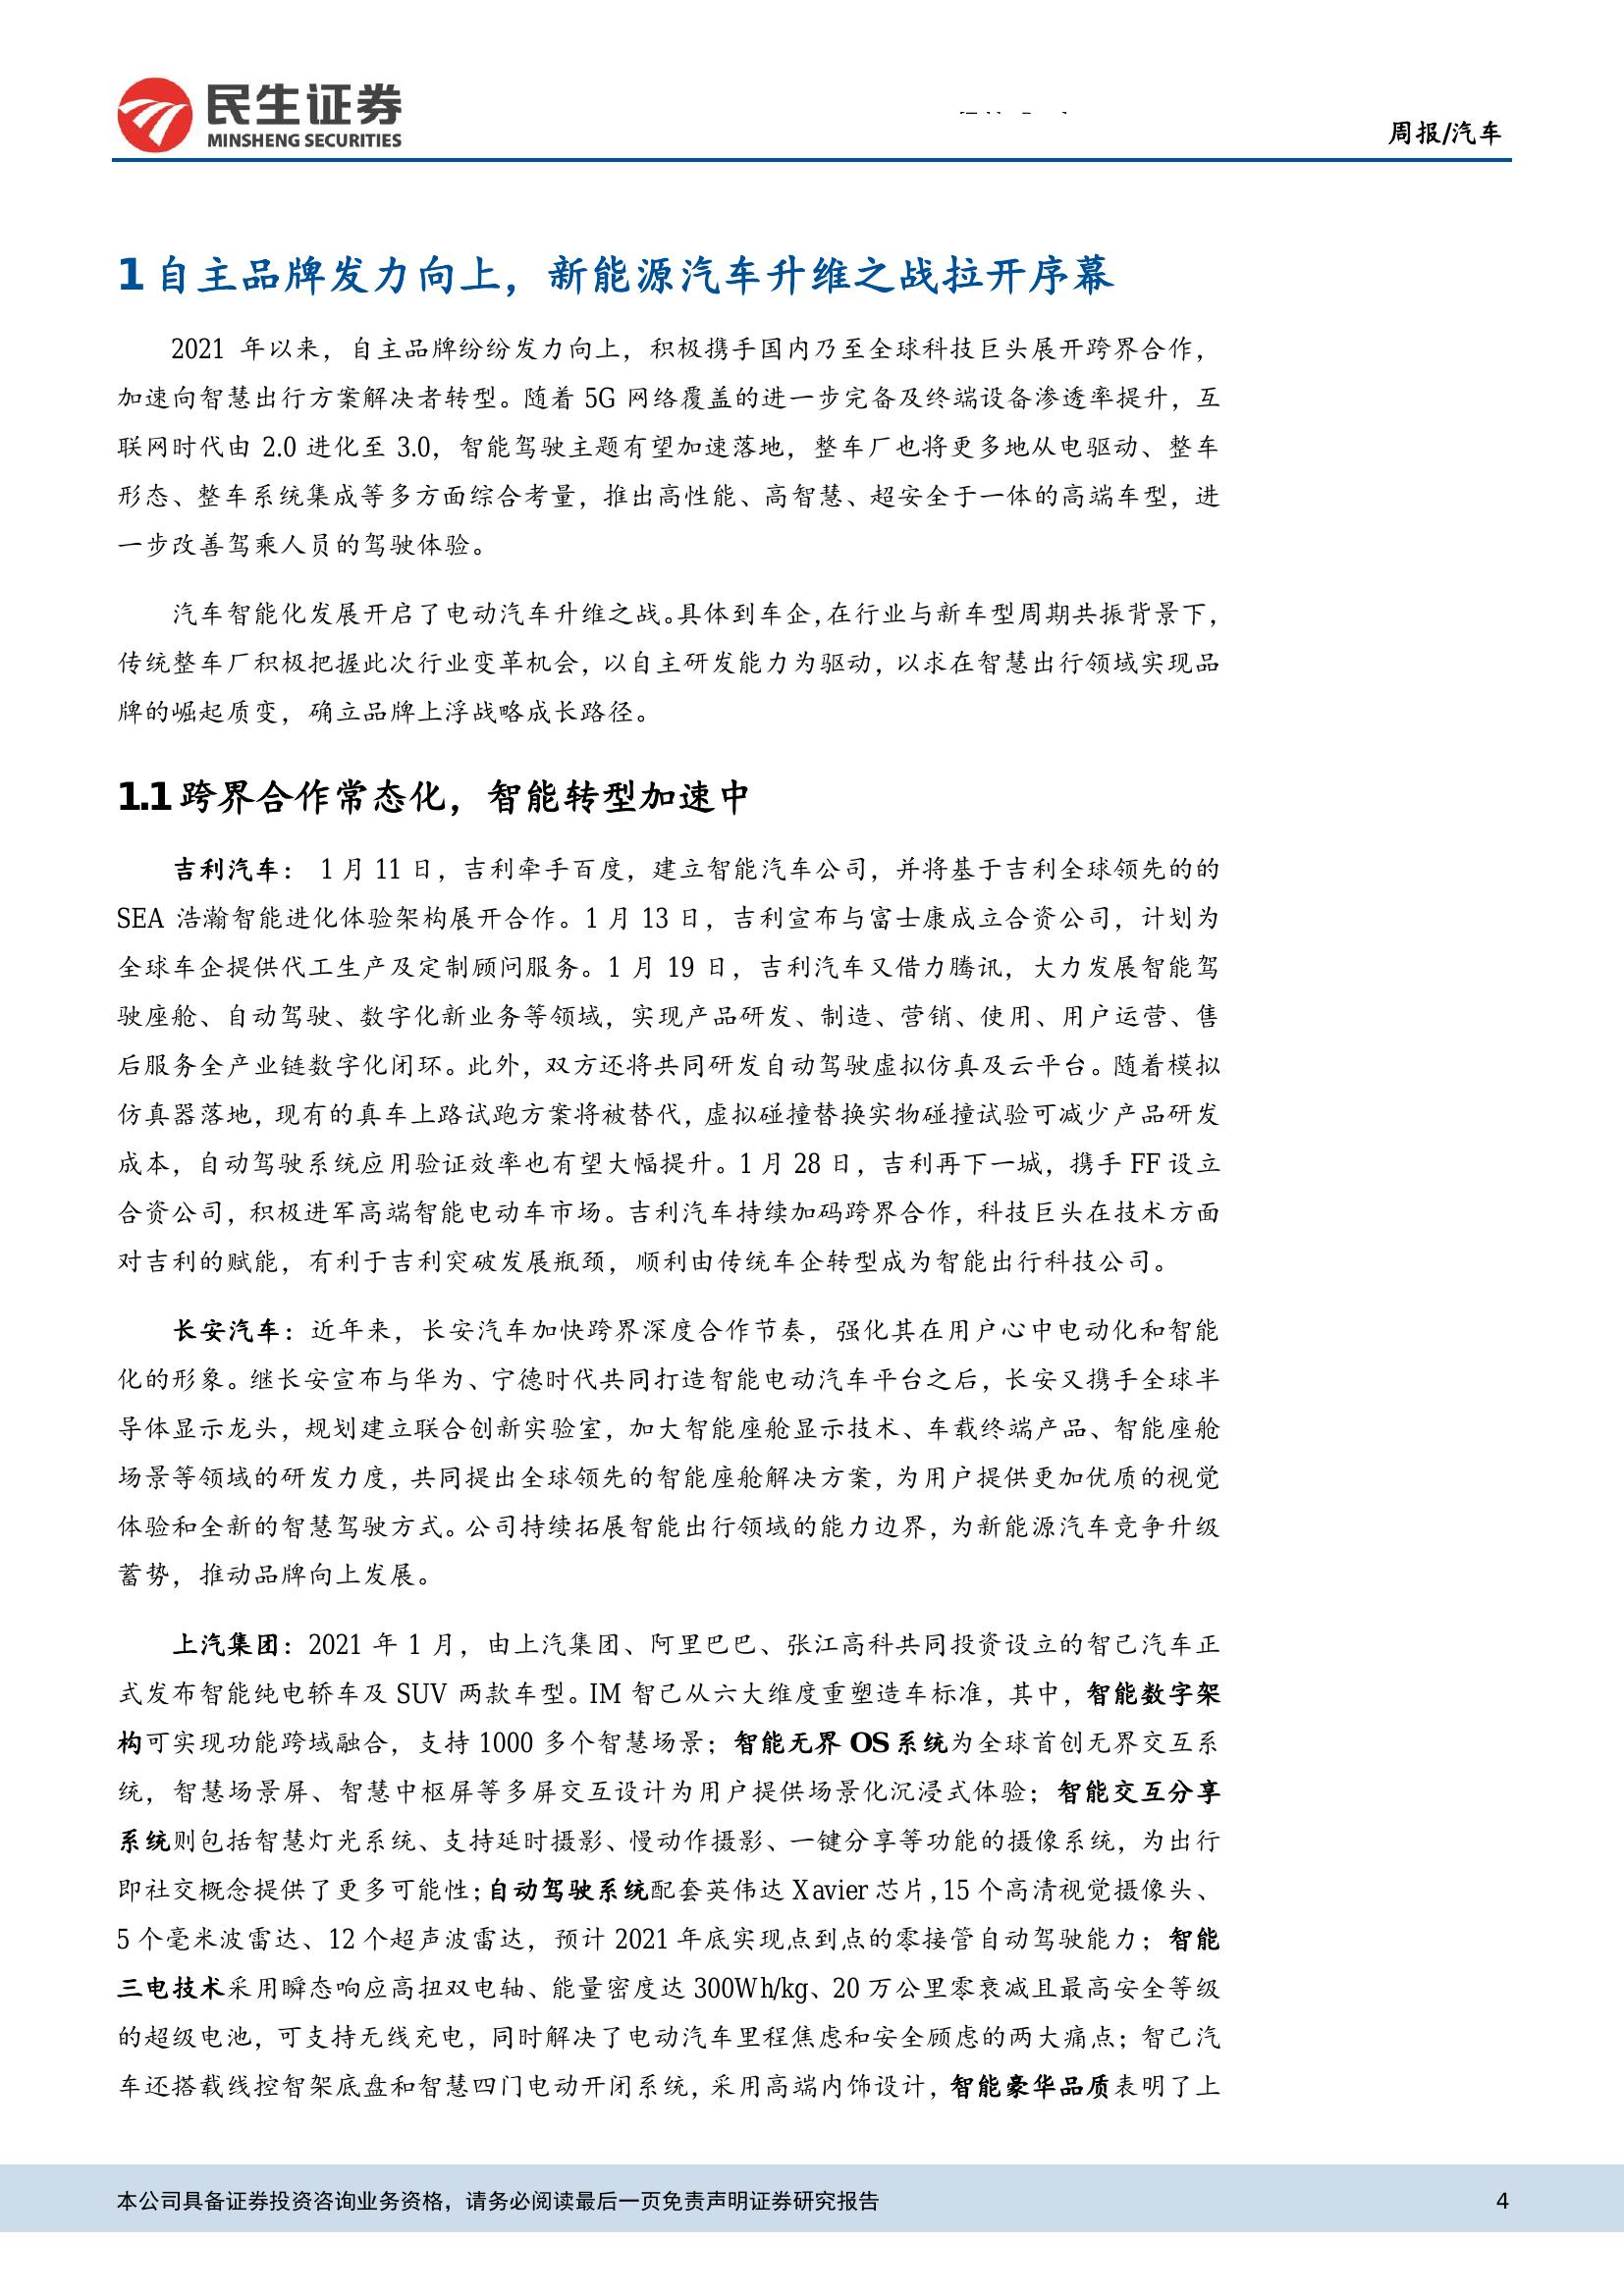 民生证券
MINSHENG SECURITIES
周报/汽车
1 自主品牌发力向上，新能源汽车升维之战拉开序幕
2021 年以来，自主品牌纷纷发力向上，积极携手国内乃至全球科技巨头展开跨界合作，
加速向智慧出行方案解决者转型。随着 5G 网络覆盖的进一步完备及终端设备渗透率提升，互
联网时代由 2.0 进化至 3.0，智能驾驶主题有望加速落地，整车厂也将更多地从电驱动、整车
形态、整车系统集成等多方面综合考量，推出高性能、高智慧、超安全于一体的高端车型，进
一步改善驾乘人员的驾驶体验。
汽车智能化发展开启了电动汽车升维之战。具体到车企，在行业与新车型周期共振背景下，
传统整车厂积极把握此次行业变革机会，以自主研发能力为驱动，以求在智慧出行领域实现品
牌的崛起质变，确立品牌上浮战略成长路径。
1.1 跨界合作常态化，智能转型加速中
吉利汽车： 1 月 11 日，吉利牵手百度，建立智能汽车公司，并将基于吉利全球领先的的
SEA 浩瀚智能进化体验架构展开合作。1 月 13 日，吉利宣布与富士康成立合资公司，计划为
全球车企提供代工生产及定制顾问服务。1 月 19 日，吉利汽车又借力腾讯，大力发展智能驾
驶座舱、自动驾驶、数字化新业务等领域，实现产品研发、制造、营销、使用、用户运营、售
后服务全产业链数字化闭环。此外，双方还将共同研发自动驾驶虚拟仿真及云平台。随着模拟
仿真器落地，现有的真车上路试跑方案将被替代，虚拟碰撞替换实物碰撞试验可减少产品研发
成本，自动驾驶系统应用验证效率也有望大幅提升。1 月 28 日，吉利再下一城，携手 FF 设立
合资公司，积极进军高端智能电动车市场。吉利汽车持续加码跨界合作，科技巨头在技术方面
对吉利的赋能，有利于吉利突破发展瓶颈，顺利由传统车企转型成为智能出行科技公司。
长安汽车：近年来，长安汽车加快跨界深度合作节奏，强化其在用户心中电动化和智能
化的形象。继长安宣布与华为、宁德时代共同打造智能电动汽车平台之后，长安又携手全球半
导体显示龙头，规划建立联合创新实验室，加大智能座舱显示技术、车载终端产品、智能座舱
场景等领域的研发力度，共同提出全球领先的智能座舱解决方案，为用户提供更加优质的视觉
体验和全新的智慧驾驶方式。公司持续拓展智能出行领域的能力边界，为新能源汽车竞争升级
蓄势，推动品牌向上发展。
上汽集团：2021 年 1 月，由上汽集团、阿里巴巴、张江高科共同投资设立的智己汽车正
式发布智能纯电轿车及 SUV 两款车型。IM 智己从六大维度重塑造车标准，其中，智能数字架
构可实现功能跨域融合，支持 1000 多个智慧场景；智能无界 OS 系统为全球首创无界交互系
统，智慧场景屏、智慧中枢屏等多屏交互设计为用户提供场景化沉浸式体验；智能交互分享
系统则包括智慧灯光系统、支持延时摄影、慢动作摄影、一键分享等功能的摄像系统，为出行
即社交概念提供了更多可能性；自动驾驶系统配套英伟达 Xavier 芯片，15 个高清视觉摄像头、
5 个毫米波雷达、12 个超声波雷达，预计 2021 年底实现点到点的零接管自动驾驶能力；智能
三电技术采用瞬态响应高扭双电轴、能量密度达 300Wh/kg、20 万公里零衰减且最高安全等级
的超级电池，可支持无线充电，同时解决了电动汽车里程焦虑和安全顾虑的两大痛点；智己汽
车还搭载线控智架底盘和智慧四门电动开闭系统，采用高端内饰设计，智能豪华品质表明了上
本公司具备证券投资咨询业务资格，请务必阅读最后一页免责声明证券研究报告
4